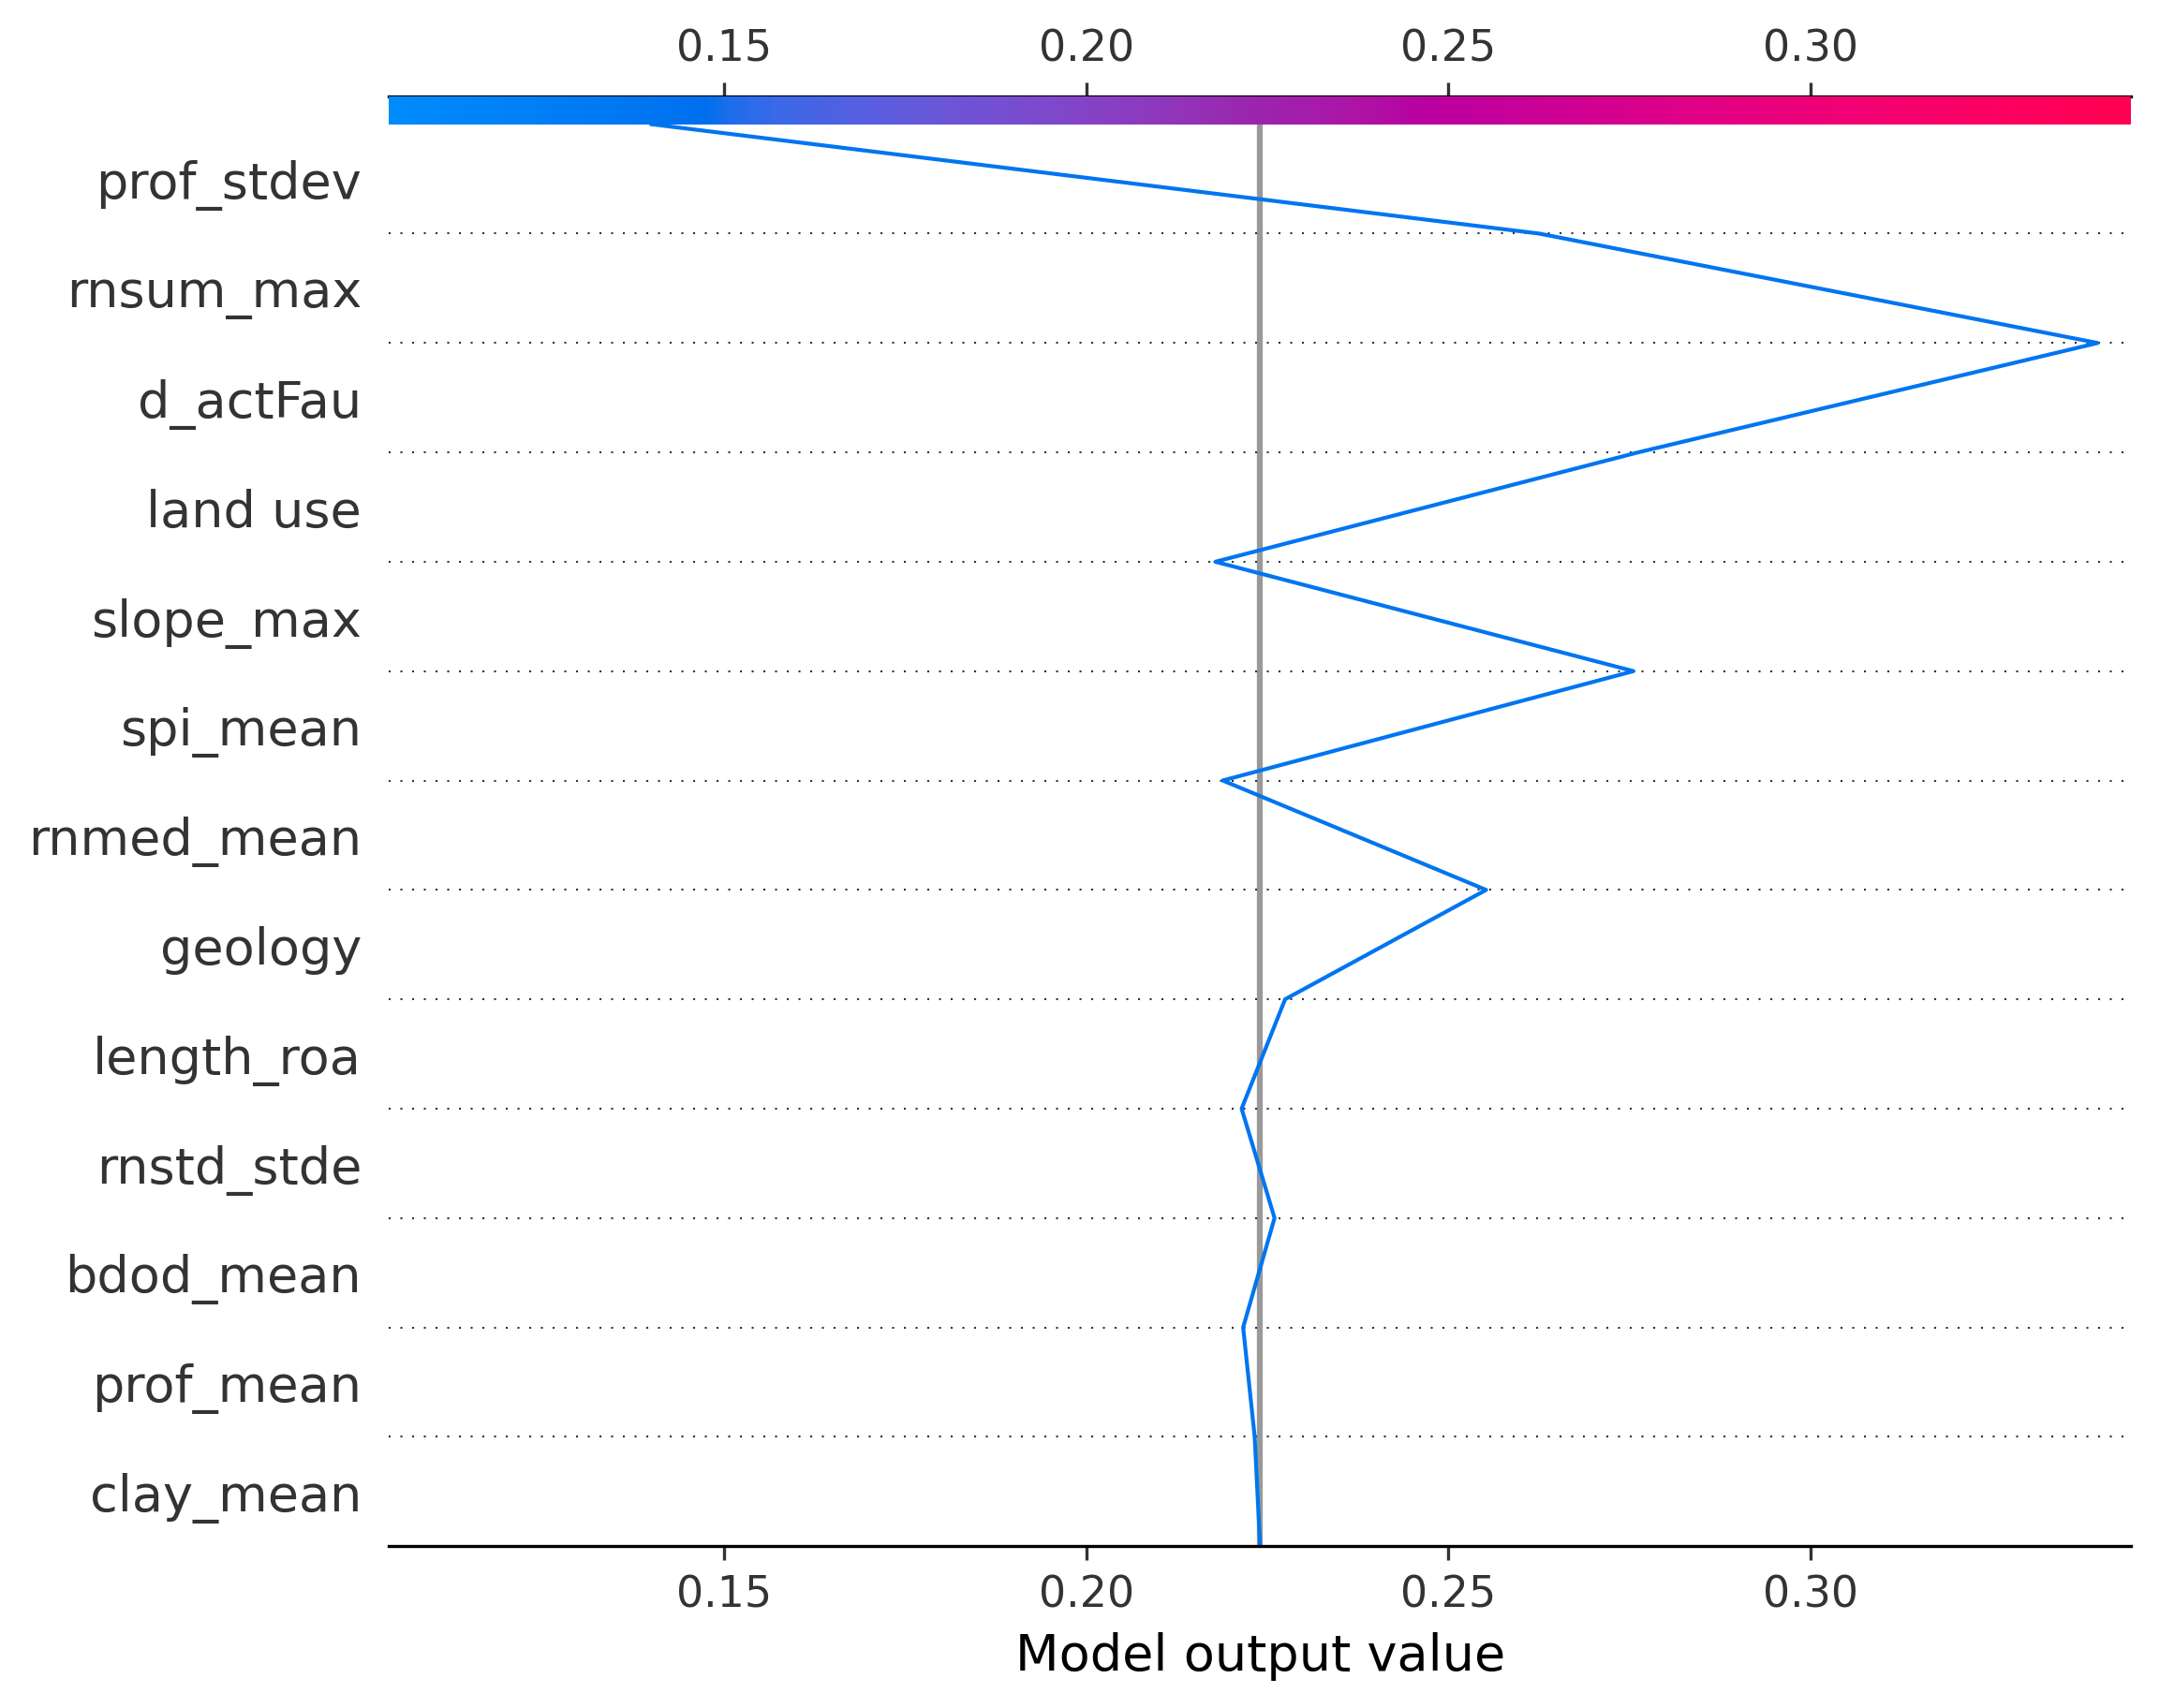 0.15 0.20 0.25 0.30
prof_stdev
rnsum_max
d_actFau
land use
slope_max
spi_mean
rnmed_mean
geology
length_roa
rnstd_stde
bdod_mean
prof_mean
clay_mean
0.15 0.20 0.25 0.30
Model output value